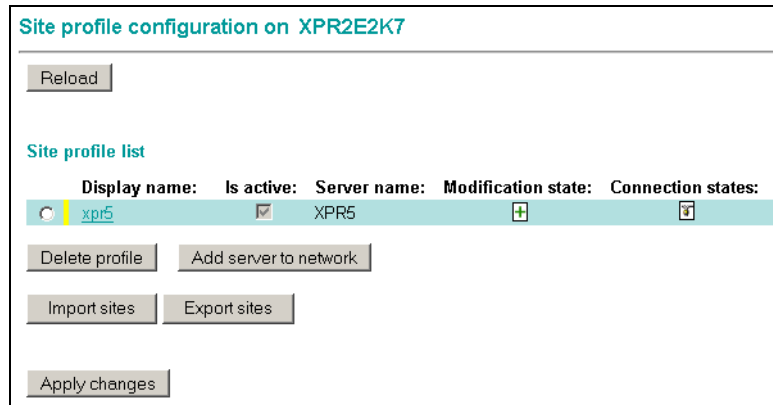 Site profile configuration on XPR2E2K7
Reload
Site profile list
Display name: Is active: Server name: Modification state: Connection states:
xpr5 XPR5
Delete profile Add server to network
Import sites Export sites
Apply changes